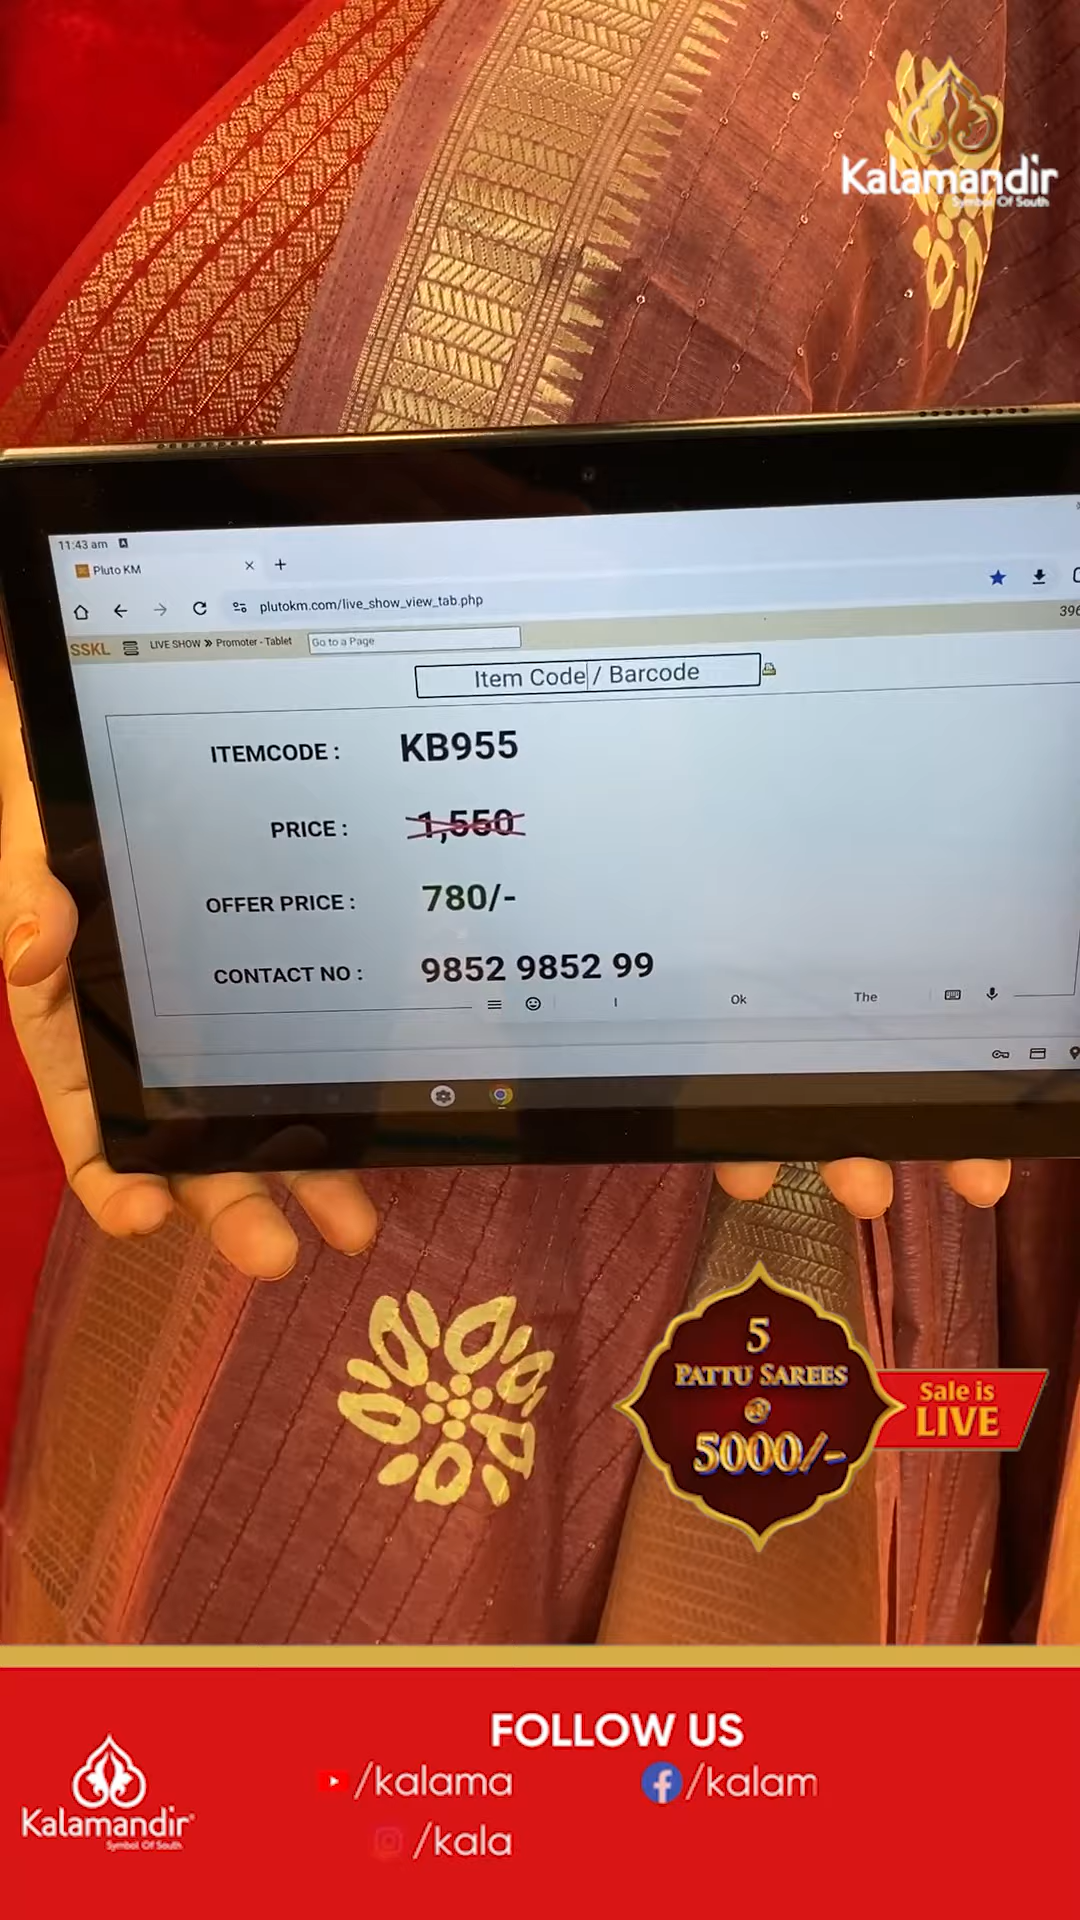 Kalamandir
Symbol Of South
11:43 am
Pluto KM
plutokm.com/live_show_view_tab.php
396
SSKL
LIVE SHOW » Promoter - Tablet
Go to a Page
Item Code / Barcode
ITEMCODE : KB955
PRICE : 1,550
OFFER PRICE : 780/-
CONTACT NO : 9852 9852 99
I
Ok
The
5
PATTU SAREES
@
5000/-
Sale is
LIVE
FOLLOW US
/kalama
/kalam
/kala
Kalamandir
Symbol Of South